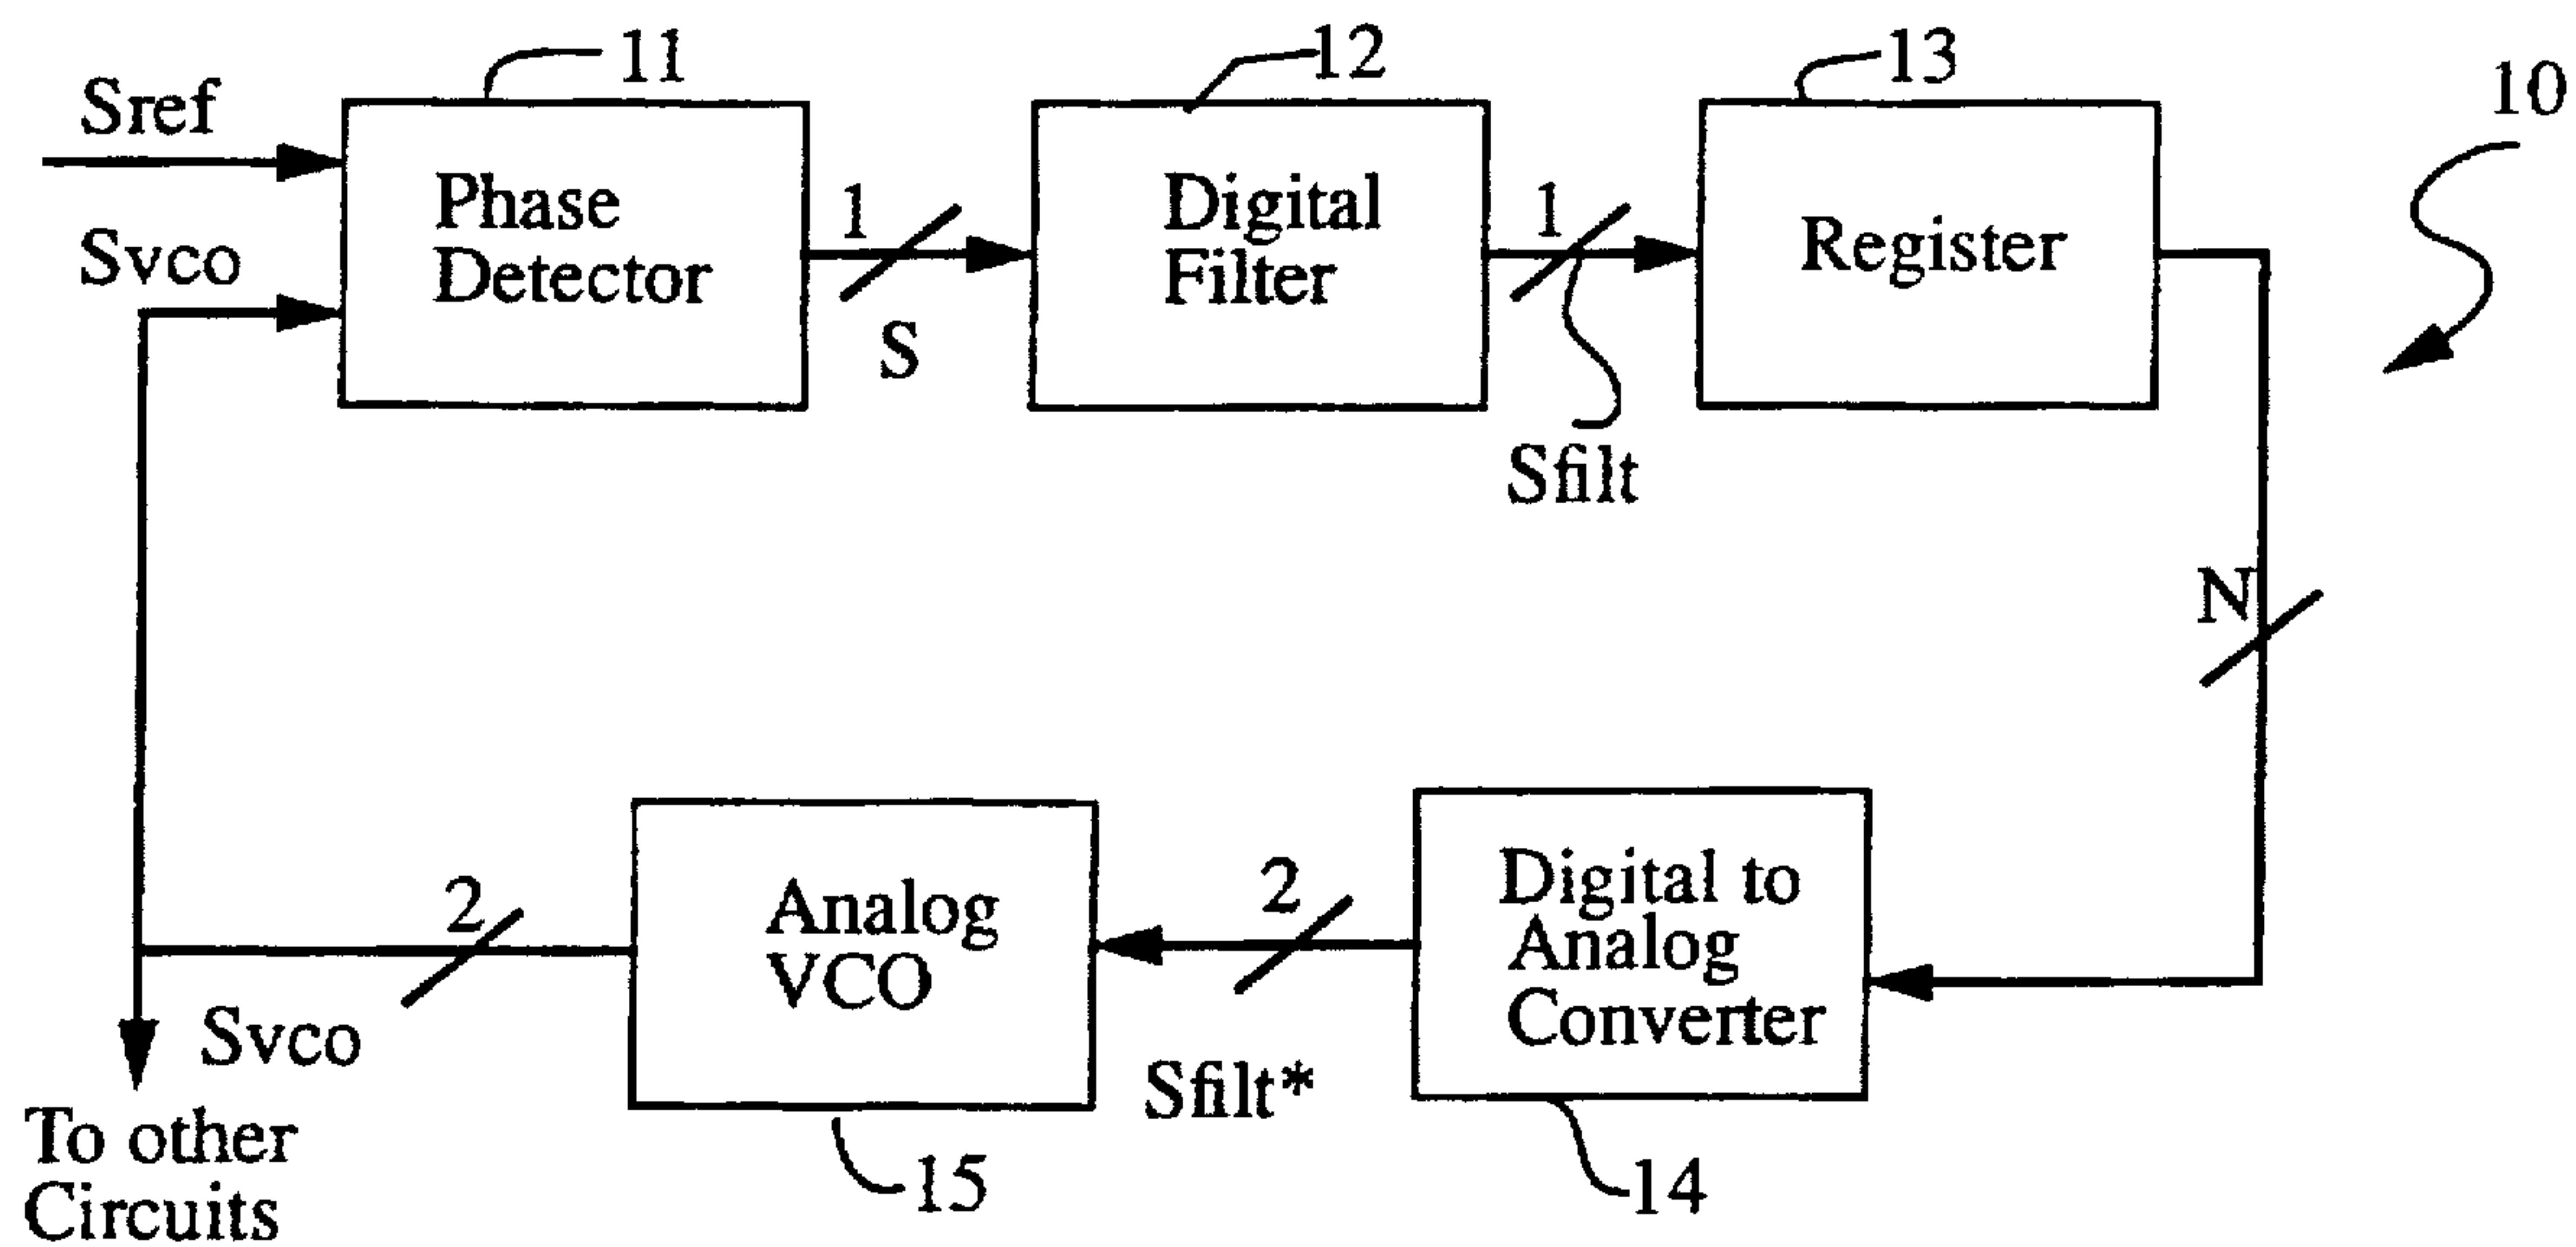 11
12
13
10
Sref
Svco
Phase
Detector
1
S
Digital
Filter
1
Sfilt
Register
N
2
Svco
To other
Circuits
Analog
VCO
15
2
Sfilt*
Digital to
Analog
Converter
14